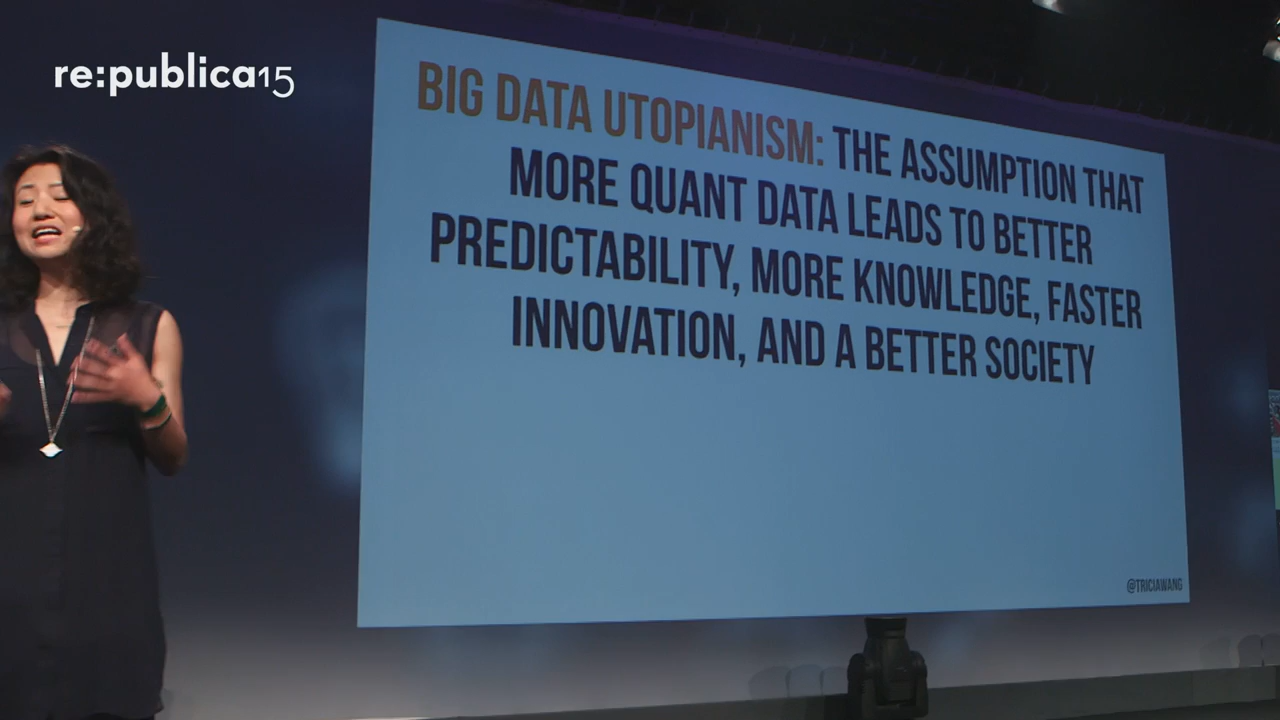 re:publica15
BIG DATA UTOPIANISM: THE ASSUMPTION THAT
MORE QUANT DATA LEADS TO BETTER
PREDICTABILITY, MORE KNOWLEDGE, FASTER
INNOVATION, AND A BETTER SOCIETY
@TRICIAWANG